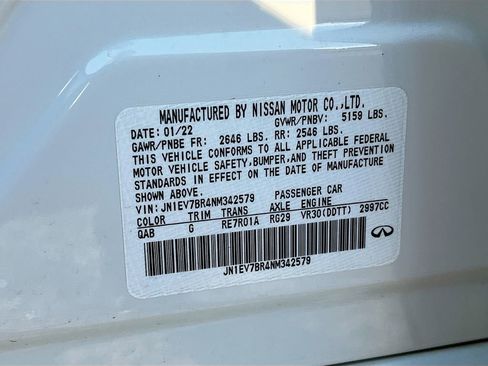 MANUFACTURED BY NISSAN MOTOR CO.,LTD.
DATE: 01/22 GVWR/PNBV: 5159 LBS.
GAWR/PNBE FR: 2646 LBS. RR: 2546 LBS.
THIS VEHICLE CONFORMS TO ALL APPLICABLE FEDERAL
MOTOR VEHICLE SAFETY,BUMPER,AND THEFT PREVENTION
STANDARDS IN EFFECT ON THE DATE OF MANUFACTURE
SHOWN ABOVE.
VIN: JN1EV7BR4NM342579 PASSENGER CAR
COLOR TRIM TRANS AXLE ENGINE
QAB G RE7R01A RG29 VR30(DDTT) 2997CC
JN1EV7BR4NM342579